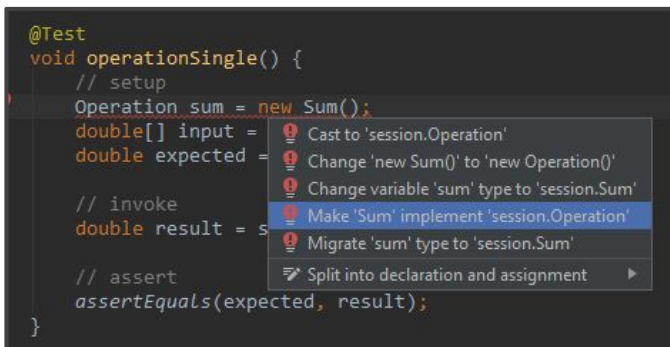 @Test
void operationSingle() {
// setup
Operation sum = new Sum();
double[] input =
double expected =
// invoke
double result = s
// assert
assertEquals(expected, result);
}
Cast to 'session.Operation'
Change 'new Sum()' to 'new Operation()'
Change variable 'sum' type to 'session.Sum'
Make 'Sum' implement 'session.Operation'
Migrate 'sum' type to 'session.Sum'
Split into declaration and assignment